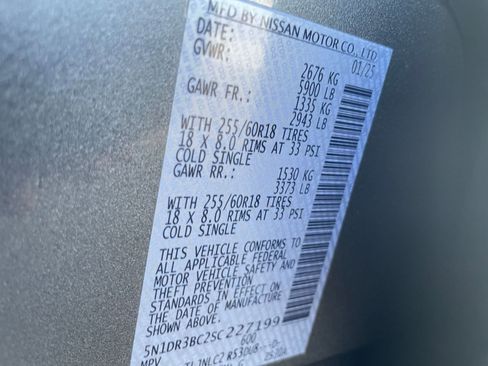 MFD BY NISSAN MOTOR CO., LTD
DATE: 01/25
GVWR: 2676 KG
5900 LB
GAWR FR.: 1335 KG
2943 LB
WITH 255/60R18 TIRES
18 X 8.0 RIMS AT 33 PSI
COLD SINGLE
GAWR RR.: 1530 KG
3373 LB
WITH 255/60R18 TIRES
18 X 8.0 RIMS AT 33 PSI
COLD SINGLE
THIS VEHICLE CONFORMS TO
ALL APPLICABLE FEDERAL
MOTOR VEHICLE SAFETY AND
THEFT PREVENTION
STANDARDS IN EFFECT ON
THE DATE OF MANUFACTURE
SHOWN ABOVE.
5N1DR3BC2SC227199
MPV